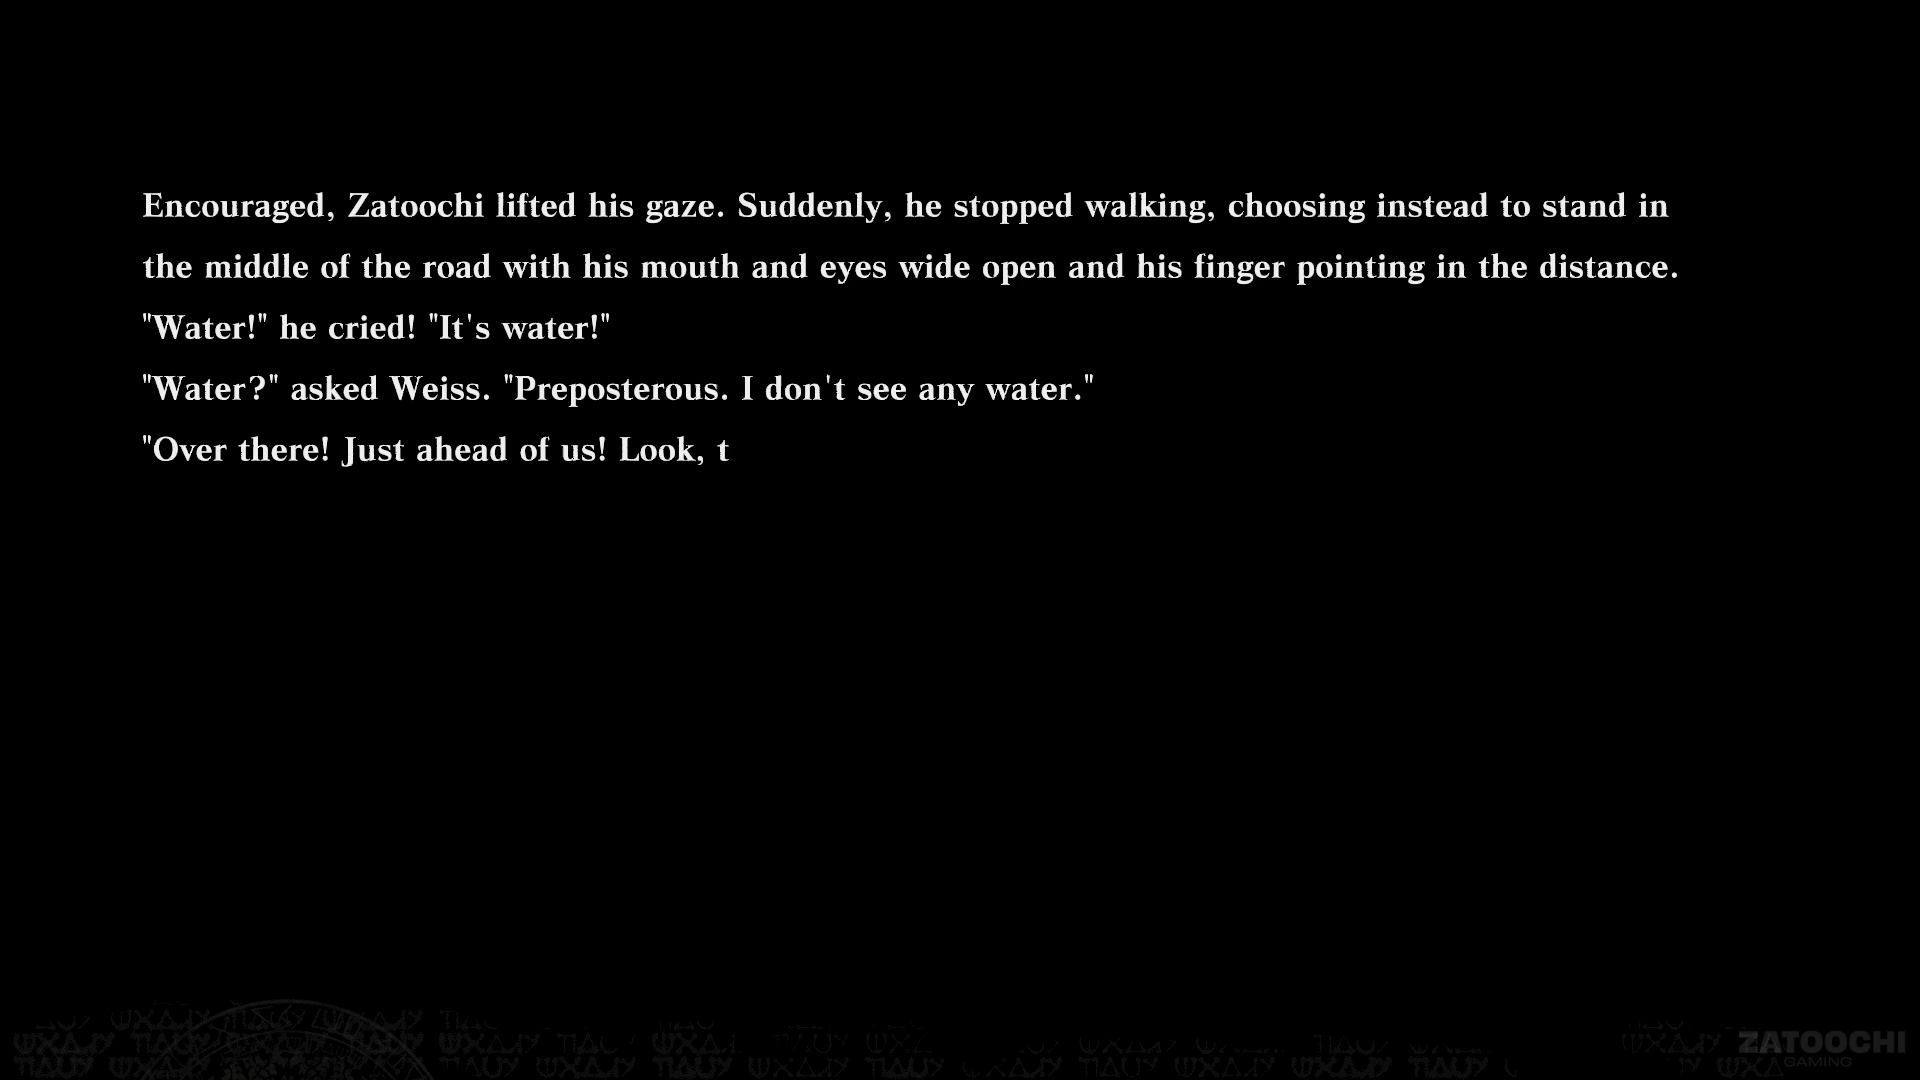 Encouraged, Zatoochi lifted his gaze. Suddenly, he stopped walking, choosing instead to stand in
the middle of the road with his mouth and eyes wide open and his finger pointing in the distance.
"Water!" he cried! "It's water!"
"Water?" asked Weiss. "Preposterous. I don't see any water."
"Over there! Just ahead of us! Look, t
ZATOOCHI
GAMING